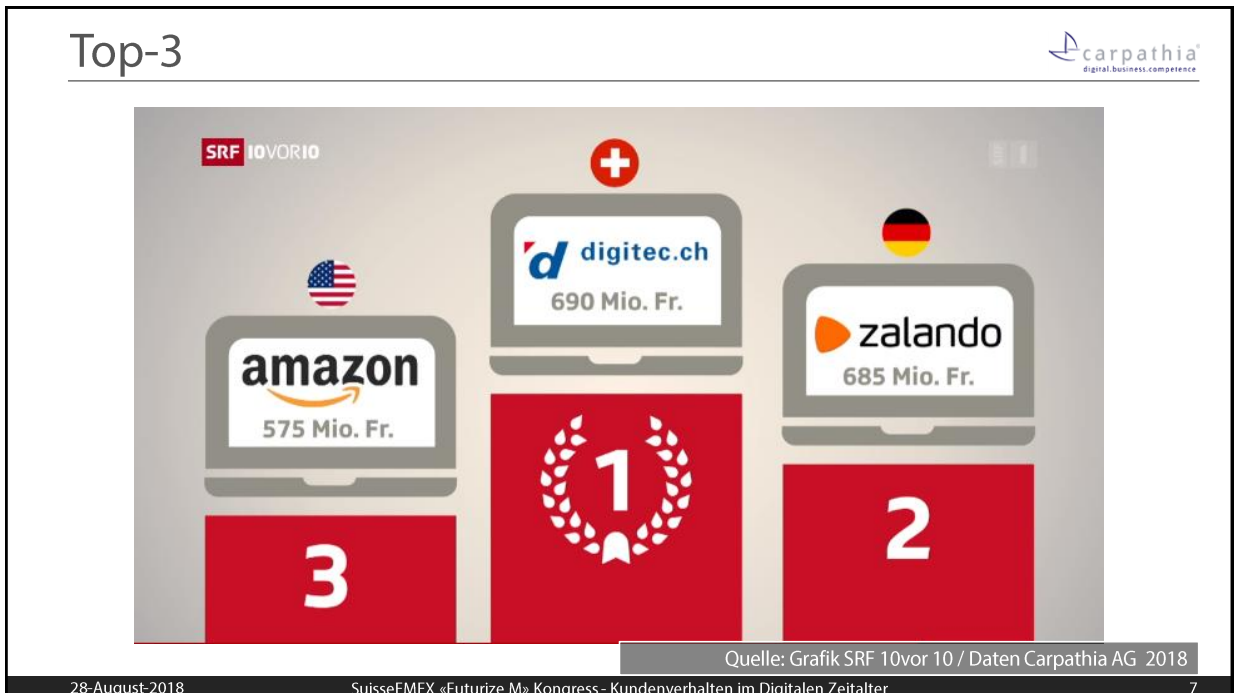 Top-3
carpathia
digital.business.competence
SRF 10VOR10
digitec.ch
690 Mio. Fr.
zalando
685 Mio. Fr.
amazon
575 Mio. Fr.
1
2
3
Quelle: Grafik SRF 10vor 10 / Daten Carpathia AG 2018
28-August-2018 SuisseEMEX «Futurize M» Kongress - Kundenverhalten im Digitalen Zeitalter 7